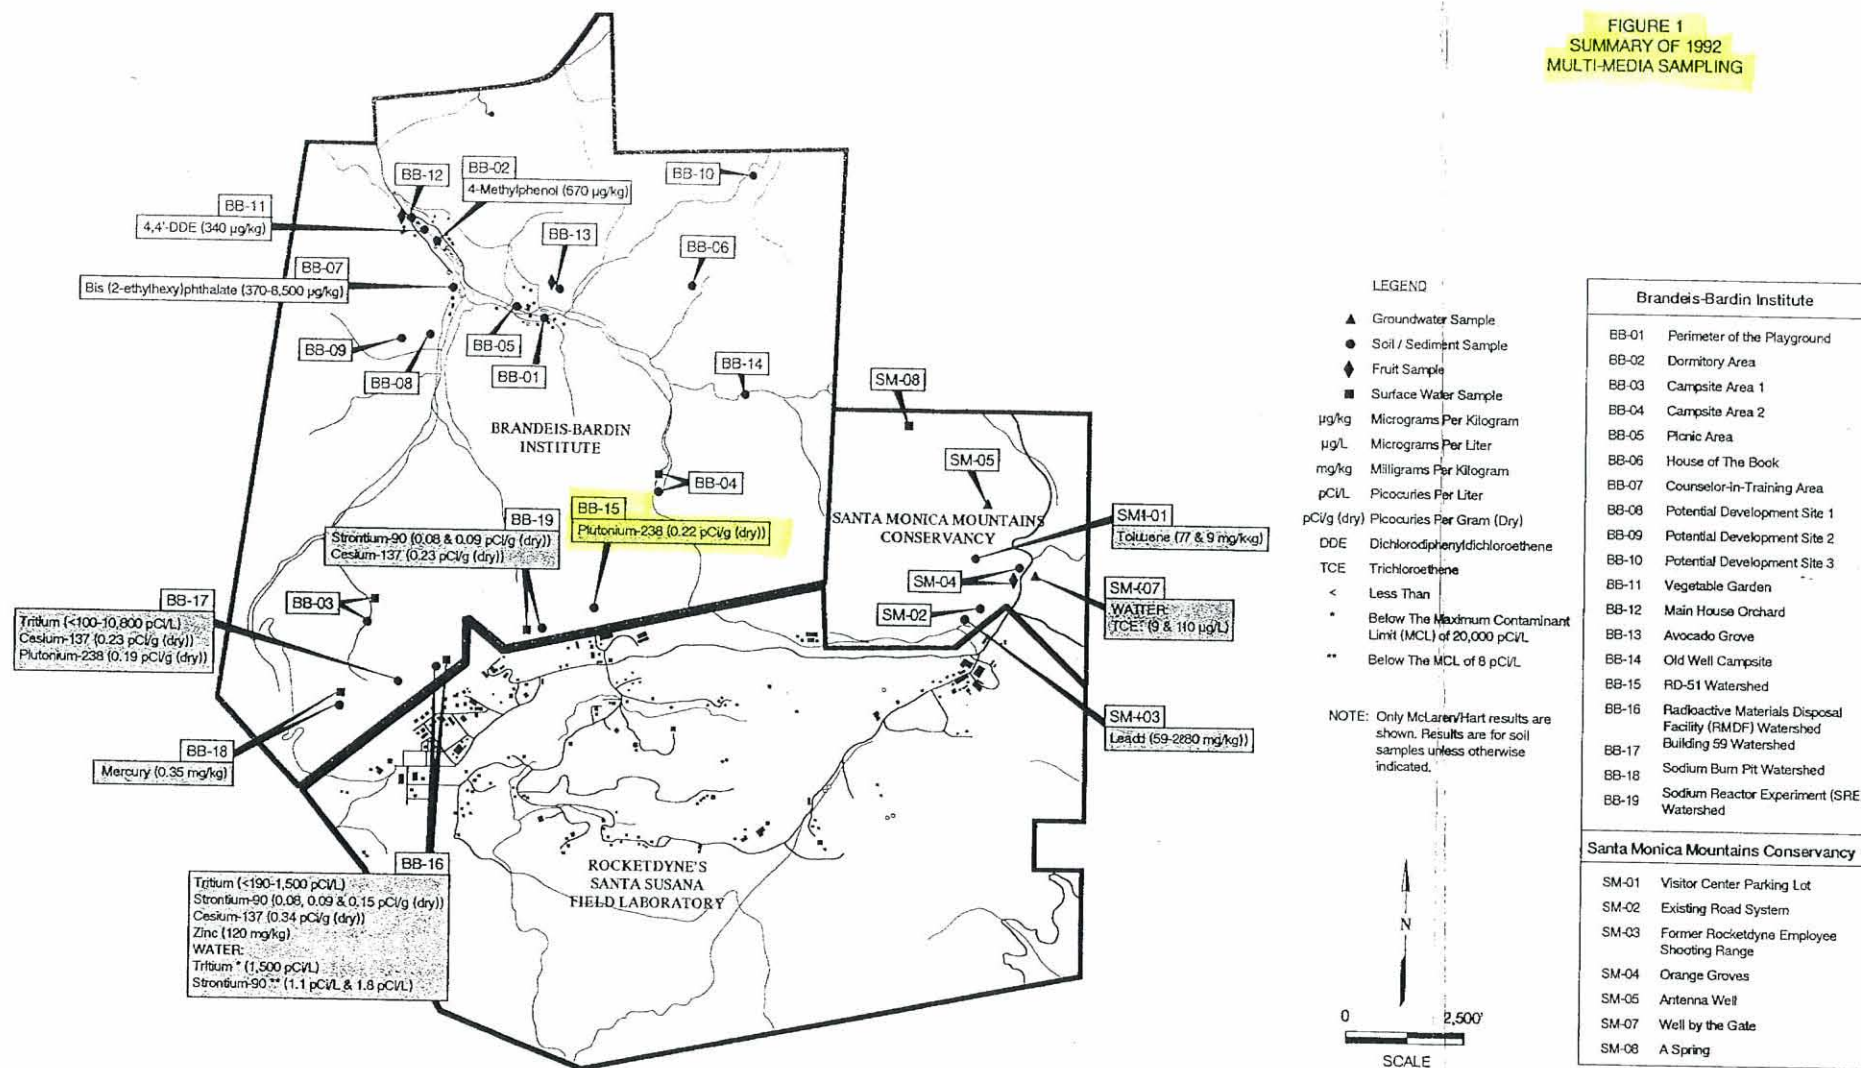 FIGURE 1
SUMMARY OF 1992
MULTI-MEDIA SAMPLING
BB-12
BB-02
4-Methylphenol (670 µg/kg)
BB-10
BB-11
4,4'-DDE (340 µg/kg)
BB-13
BB-06
BB-07
Bis (2-ethylhexy)phthalate (370-8,500 µg/kg)
BB-09
BB-08
BB-05
BB-01
BB-14
BRANDEIS-BARDIN
INSTITUTE
BB-04
BB-19
Strontium-90 (0.08 & 0.09 pCi/g (dry))
Cesium-137 (0.23 pCi/g (dry))
BB-15
Plutonium-238 (0.22 pCi/g (dry))
BB-17
Tritium (<100-10,800 pCi/L)
Cesium-137 (0.23 pCi/g (dry))
Plutonium-238 (0.19 pCi/g (dry))
BB-03
BB-18
Mercury (0.35 mg/kg)
BB-16
Tritium (<190-1,500 pCi/L)
Strontium-90 (0.08, 0.09 & 0.15 pCi/g (dry))
Cesium-137 (0.34 pCi/g (dry))
Zinc (120 mg/kg)
WATER:
Tritium * (1,500 pCi/L)
Strontium-90 ** (1.1 pCi/L & 1.8 pCi/L)
ROCKETDYNE'S
SANTA SUSANA
FIELD LABORATORY
SM-08
SM-05
SANTA MONICA MOUNTAINS
CONSERVANCY
SM-04
SM-02
SM-01
Toluene (77 & 9 mg/kg)
SM-07
WATER:
TCE: (9 & 110 µg/L)
SM-03
Lead (59-280 mg/kg)
LEGEND
Groundwater Sample
Soil / Sediment Sample
Fruit Sample
Surface Water Sample
µg/kg Micrograms Per Kilogram
µg/L Micrograms Per Liter
mg/kg Milligrams Per Kilogram
pCi/L Picocuries Per Liter
pCi/g (dry) Picocuries Per Gram (Dry)
DDE Dichlorodiphenyldichloroethene
TCE Trichloroethene
< Less Than
* Below The Maximum Contaminant
Limit (MCL) of 20,000 pCi/L
** Below The MCL of 8 pCi/L
NOTE: Only McLaren/Hart results are
shown. Results are for soil
samples unless otherwise
indicated.
N
0 2,500'
SCALE
Brandeis-Bardin Institute
BB-01 Perimeter of the Playground
BB-02 Dormitory Area
BB-03 Campsite Area 1
BB-04 Campsite Area 2
BB-05 Picnic Area
BB-06 House of The Book
BB-07 Counselor-in-Training Area
BB-08 Potential Development Site 1
BB-09 Potential Development Site 2
BB-10 Potential Development Site 3
BB-11 Vegetable Garden
BB-12 Main House Orchard
BB-13 Avocado Grove
BB-14 Old Well Campsite
BB-15 RD-51 Watershed
BB-16 Radioactive Materials Disposal
Facility (RMDF) Watershed
BB-17 Building 59 Watershed
BB-18 Sodium Burn Pit Watershed
BB-19 Sodium Reactor Experiment (SRE
Watershed
Santa Monica Mountains Conservancy
SM-01 Visitor Center Parking Lot
SM-02 Existing Road System
SM-03 Former Rocketdyne Employee
Shooting Range
SM-04 Orange Groves
SM-05 Antenna Well
SM-07 Well by the Gate
SM-08 A Spring